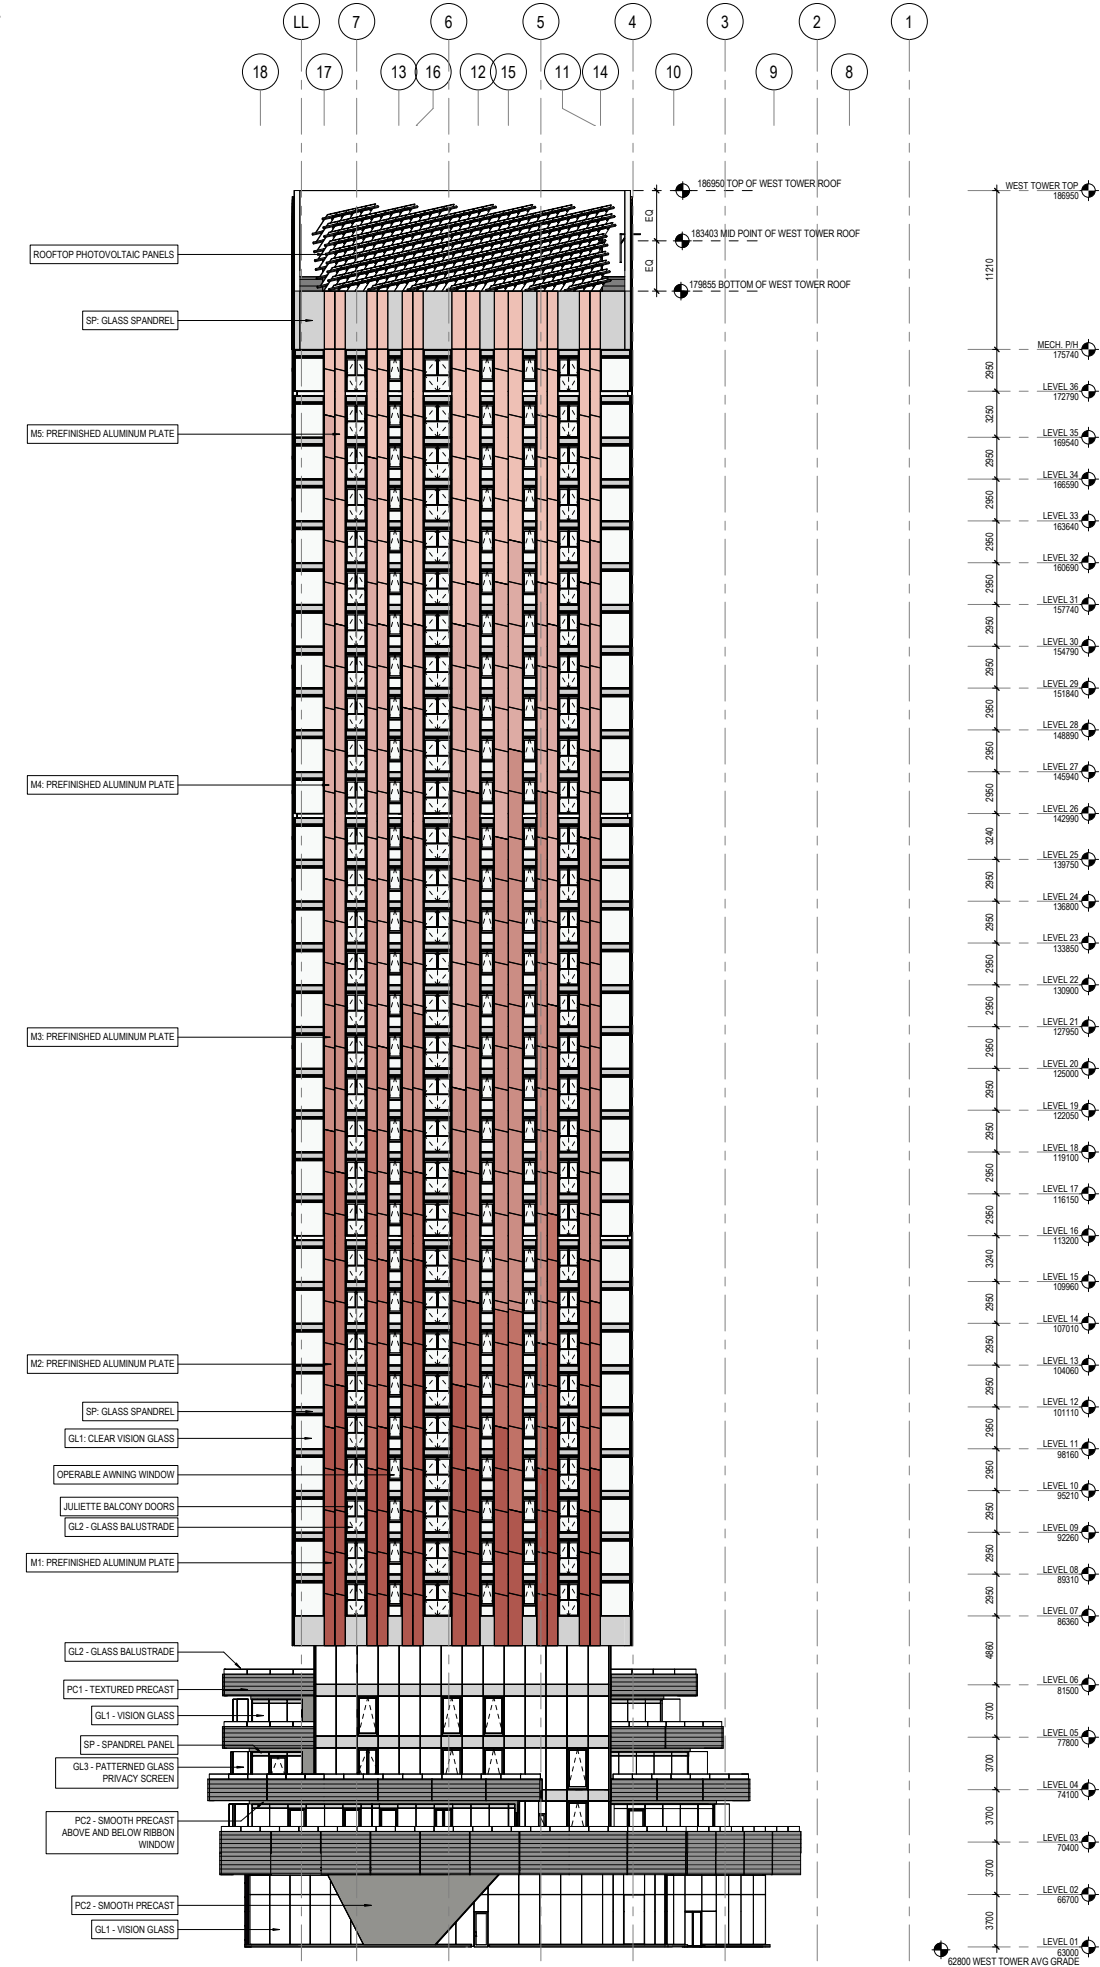 LL 7 6 5 4 3 2 1
18 17 13 16 12 15 11 14 10 9 8
186950 TOP OF WEST TOWER ROOF
EQ
183403 MID POINT OF WEST TOWER ROOF
EQ
179855 BOTTOM OF WEST TOWER ROOF
ROOFTOP PHOTOVOLTAIC PANELS
SP: GLASS SPANDREL
M5: PREFINISHED ALUMINUM PLATE
M4: PREFINISHED ALUMINUM PLATE
M3: PREFINISHED ALUMINUM PLATE
M2: PREFINISHED ALUMINUM PLATE
SP: GLASS SPANDREL
GL1: CLEAR VISION GLASS
OPERABLE AWNING WINDOW
JULIETTE BALCONY DOORS
GL2 - GLASS BALUSTRADE
M1: PREFINISHED ALUMINUM PLATE
GL2 - GLASS BALUSTRADE
PC1 - TEXTURED PRECAST
GL1 - VISION GLASS
SP - SPANDREL PANEL
GL3 - PATTERNED GLASS
PRIVACY SCREEN
PC2 - SMOOTH PRECAST
ABOVE AND BELOW RIBBON
WINDOW
PC2 - SMOOTH PRECAST
GL1 - VISION GLASS
WEST TOWER TOP
186950
11210
MECH. P/H
175740
2950
LEVEL 36
172790
3250
LEVEL 35
169540
2950
LEVEL 34
166590
2950
LEVEL 33
163640
2950
LEVEL 32
160690
2950
LEVEL 31
157740
2950
LEVEL 30
154790
2950
LEVEL 29
151840
2950
LEVEL 28
148890
2950
LEVEL 27
145940
2950
LEVEL 26
142990
3240
LEVEL 25
139750
2950
LEVEL 24
136800
2950
LEVEL 23
133850
2950
LEVEL 22
130900
2950
LEVEL 21
127950
2950
LEVEL 20
125000
2950
LEVEL 19
122050
2950
LEVEL 18
119100
2950
LEVEL 17
116150
2950
LEVEL 16
113200
3240
LEVEL 15
109960
2950
LEVEL 14
107010
2950
LEVEL 13
104060
2950
LEVEL 12
101110
2950
LEVEL 11
98160
2950
LEVEL 10
95210
2950
LEVEL 09
92260
2950
LEVEL 08
89310
2950
LEVEL 07
86360
4860
LEVEL 06
81500
3700
LEVEL 05
77800
3700
LEVEL 04
74100
3700
LEVEL 03
70400
3700
LEVEL 02
66700
3700
LEVEL 01
63000
62800 WEST TOWER AVG GRADE